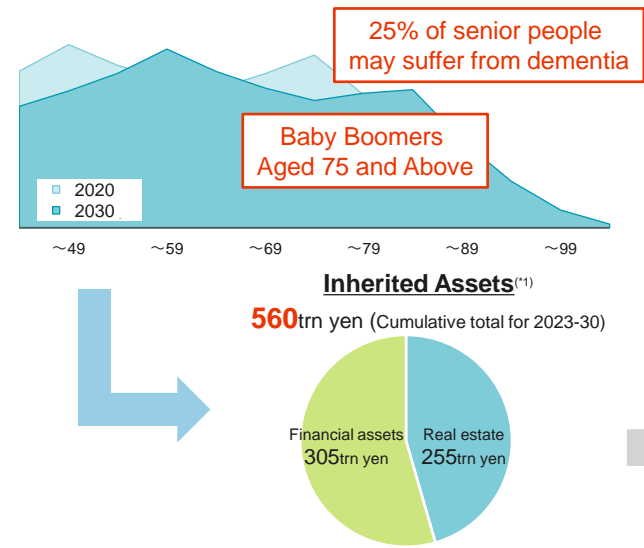 25% of senior people
may suffer from dementia
Baby Boomers
Aged 75 and Above
2020
2030
～49 ～59 ～69 ～79 ～89 ～99
Inherited Assets(*1)
560trn yen (Cumulative total for 2023-30)
Financial assets
305trn yen
Real estate
255trn yen